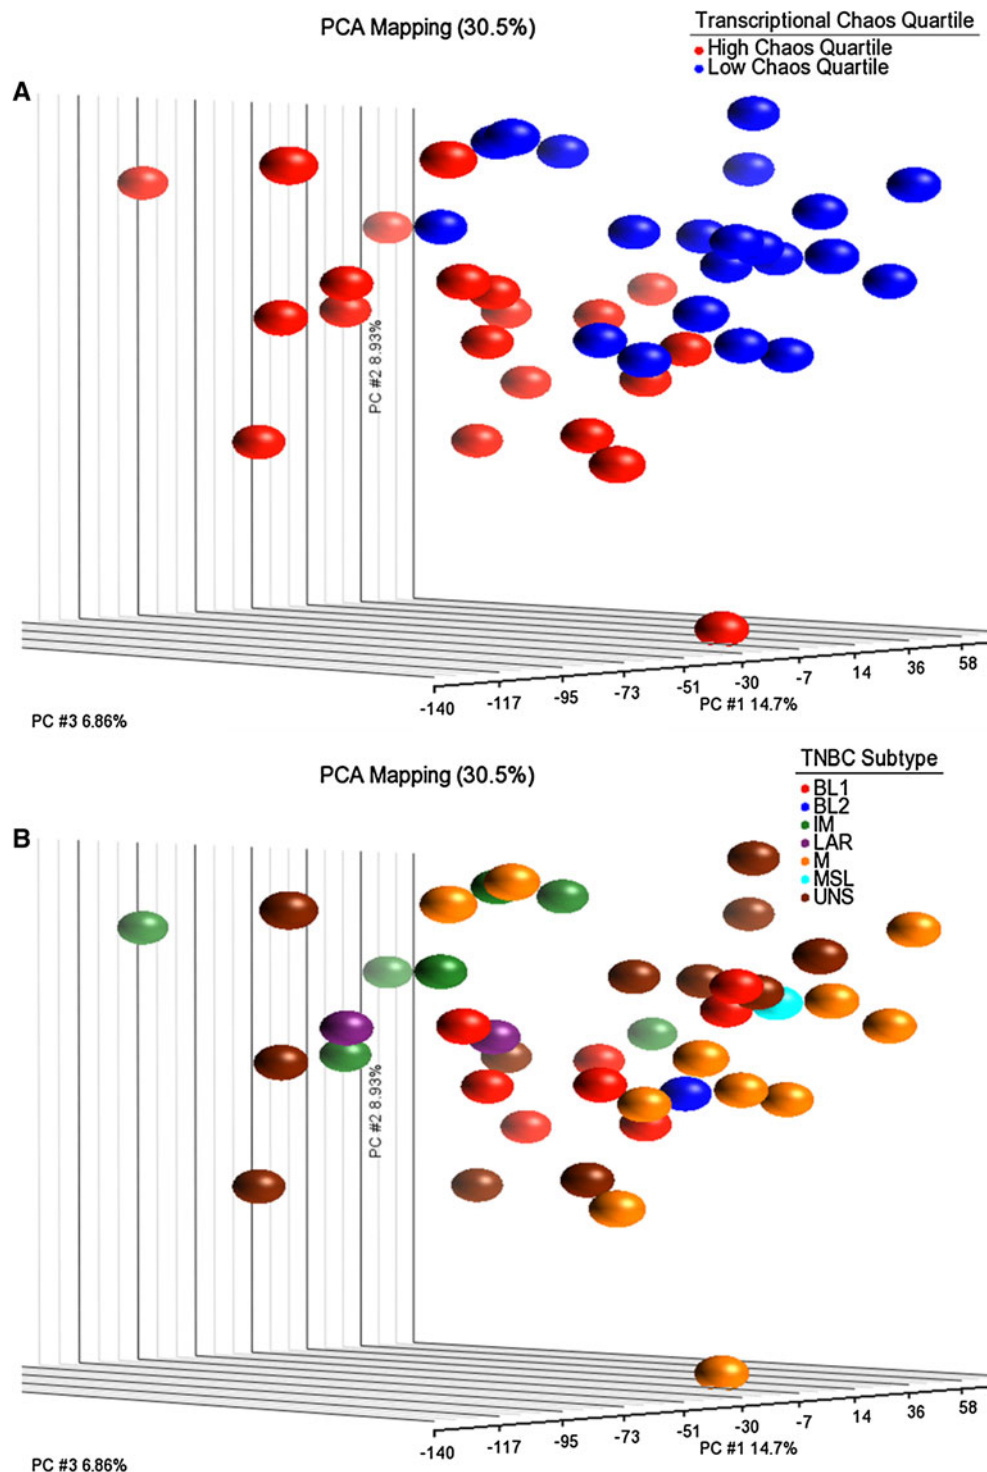 PCA Mapping (30.5%)
Transcriptional Chaos Quartile
High Chaos Quartile
Low Chaos Quartile
A
PC #2 8.93%
-140
-117
-95
-73
-51
-30
-7
14
36
58
PC #1 14.7%
PC #3 6.86%
PCA Mapping (30.5%)
TNBC Subtype
BL1
BL2
IM
LAR
M
MSL
UNS
B
PC #2 8.93%
-140
-117
-95
-73
-51
-30
-7
14
36
58
PC #1 14.7%
PC #3 6.86%